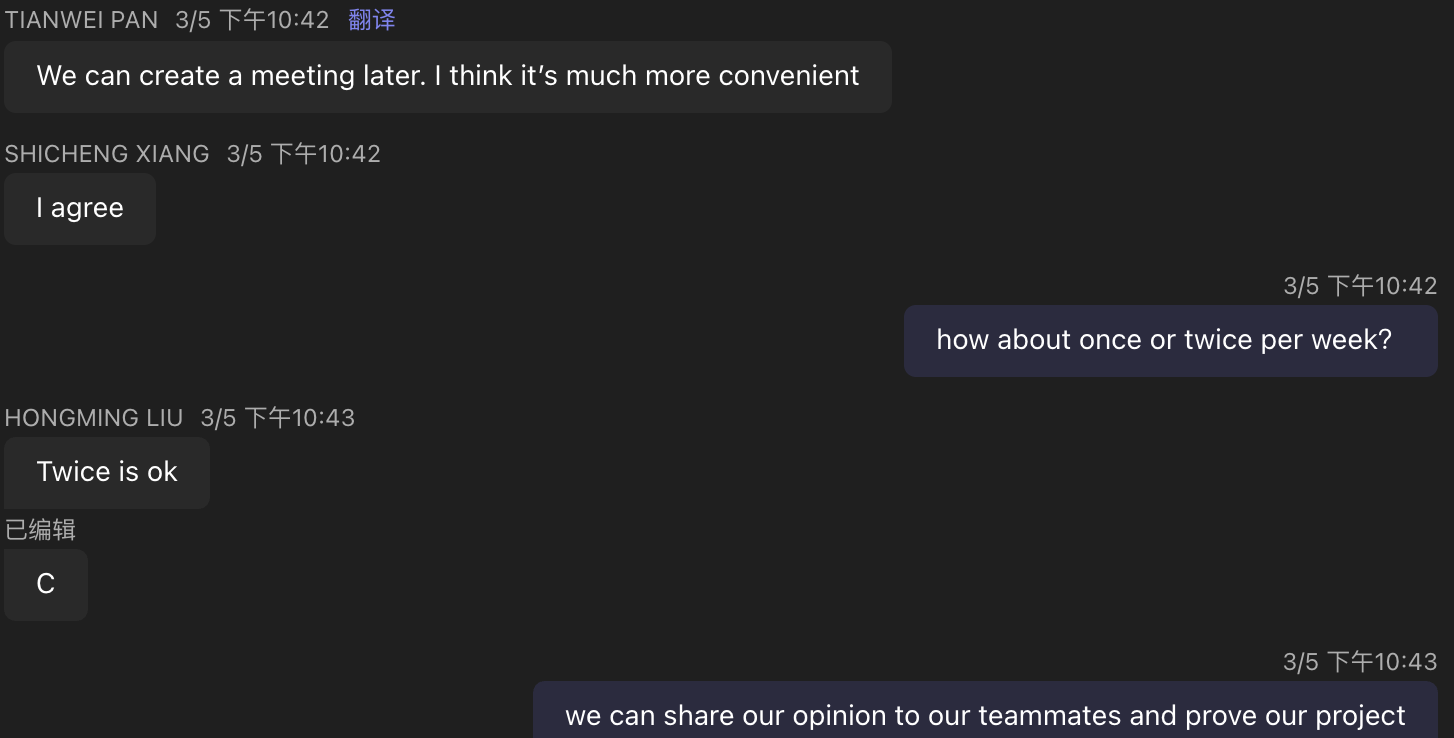 TIANWEI PAN 3/5 下午10:42 翻译
We can create a meeting later. I think it’s much more convenient
SHICHENG XIANG 3/5 下午10:42
I agree
3/5 下午10:42
how about once or twice per week?
HONGMING LIU 3/5 下午10:43
Twice is ok
已编辑
C
3/5 下午10:43
we can share our opinion to our teammates and prove our project